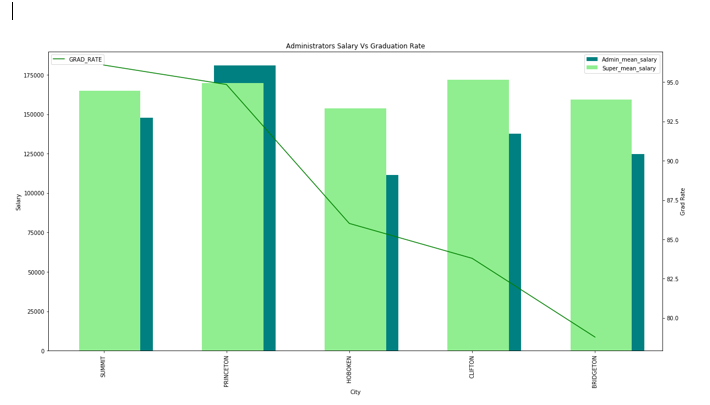 Administrators Salary Vs Graduation Rate
GRAD_RATE
Admin_mean_salary
Super_mean_salary
175000
150000
125000
100000
75000
50000
25000
0
Salary
95.0
92.5
90.0
87.5
85.0
82.5
80.0
Grad Rate
SUMMIT
PRINCETON
HOBOKEN
CLIFTON
BRIDGETON
City